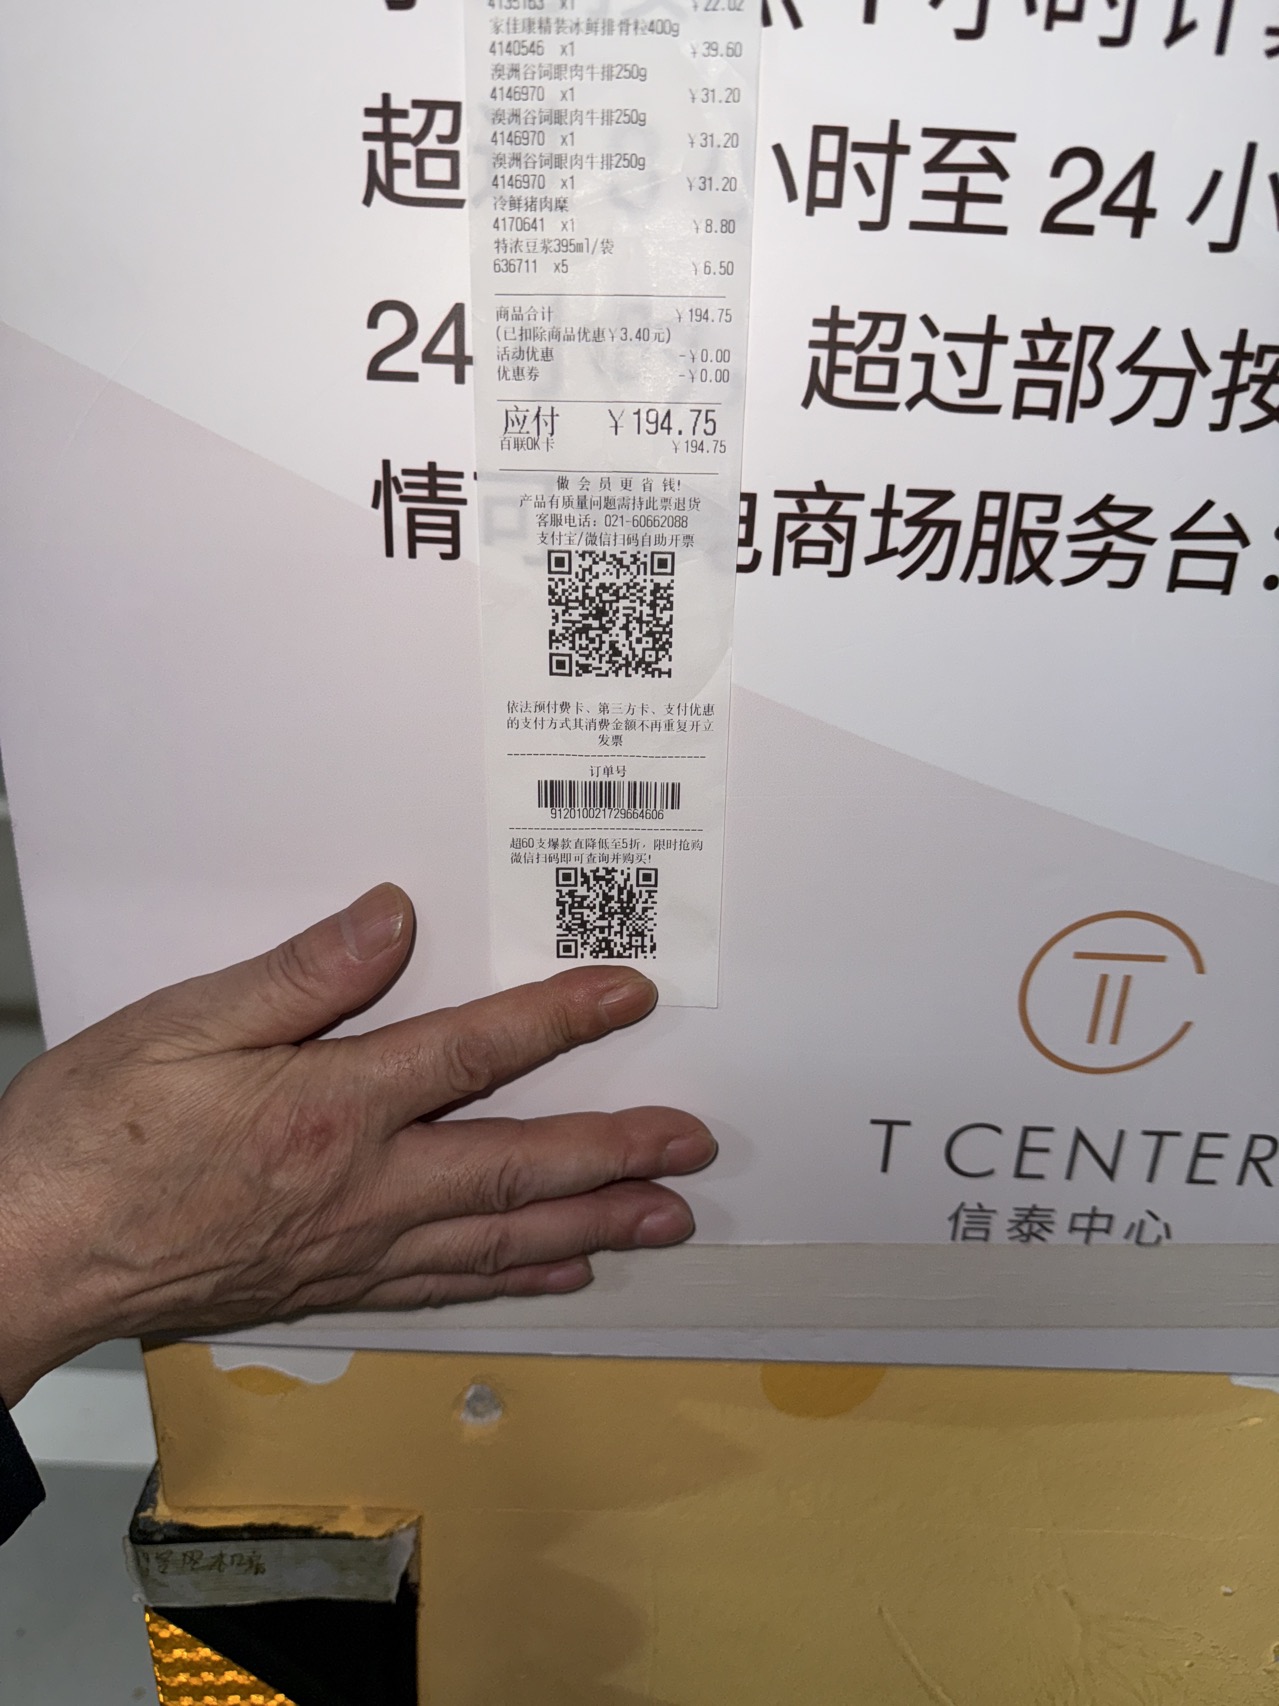 4135163 x1 ¥22.02
家佳康精装冰鲜排骨粒400g
4140546 x1 ¥39.60
澳洲谷饲眼肉牛排250g
4146970 x1 ¥31.20
澳洲谷饲眼肉牛排250g
4146970 x1 ¥31.20
澳洲谷饲眼肉牛排250g
4146970 x1 ¥31.20
冷鲜猪肉糜
4170641 x1 ¥8.80
特浓豆浆395ml/袋
636711 x5 ¥6.50
商品合计 ¥194.75
(已扣除商品优惠¥3.40元)
活动优惠 -¥0.00
优惠券 -¥0.00
应付 ¥194.75
百联OK卡 ¥194.75
做会员更省钱!
产品有质量问题需持此票退货
客服电话：021-60662088
支付宝/微信扫码自助开票
依法预付费卡、第三方卡、支付优惠
的支付方式其消费金额不再重复开立
发票
订单号
912010021729664606
超60支爆款直降低至5折，限时抢购
微信扫码即可查询并购买!
小时计
超 时至 24 小
24 超过部分按
情 电商场服务台：
T CENTER
信泰中心